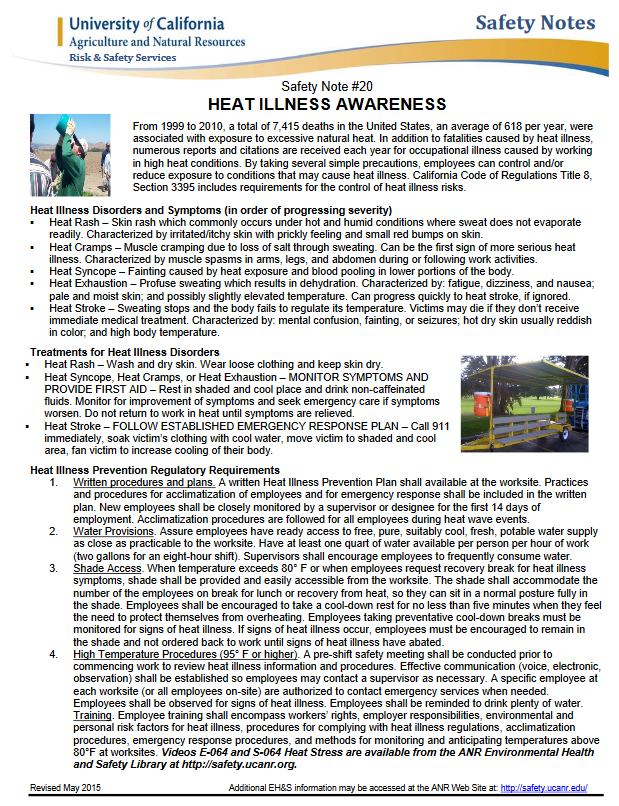 University of California
Agriculture and Natural Resources
Risk & Safety Services
Safety Notes
Safety Note #20
HEAT ILLNESS AWARENESS
From 1999 to 2010, a total of 7,415 deaths in the United States, an average of 618 per year, were
associated with exposure to excessive natural heat. In addition to fatalities caused by heat illness,
numerous reports and citations are received each year for occupational illness caused by working
in high heat conditions. By taking several simple precautions, employees can control and/or
reduce exposure to conditions that may cause heat illness. California Code of Regulations Title 8,
Section 3395 includes requirements for the control of heat illness risks.
Heat Illness Disorders and Symptoms (in order of progressing severity)
▪ Heat Rash – Skin rash which commonly occurs under hot and humid conditions where sweat does not evaporate
readily. Characterized by irritated/itchy skin with prickly feeling and small red bumps on skin.
▪ Heat Cramps – Muscle cramping due to loss of salt through sweating. Can be the first sign of more serious heat
illness. Characterized by muscle spasms in arms, legs, and abdomen during or following work activities.
▪ Heat Syncope – Fainting caused by heat exposure and blood pooling in lower portions of the body.
▪ Heat Exhaustion – Profuse sweating which results in dehydration. Characterized by: fatigue, dizziness, and nausea;
pale and moist skin; and possibly slightly elevated temperature. Can progress quickly to heat stroke, if ignored.
▪ Heat Stroke – Sweating stops and the body fails to regulate its temperature. Victims may die if they don't receive
immediate medical treatment. Characterized by: mental confusion, fainting, or seizures; hot dry skin usually reddish
in color; and high body temperature.
Treatments for Heat Illness Disorders
▪ Heat Rash – Wash and dry skin. Wear loose clothing and keep skin dry.
▪ Heat Syncope, Heat Cramps, or Heat Exhaustion – MONITOR SYMPTOMS AND
PROVIDE FIRST AID – Rest in shaded and cool place and drink non-caffeinated
fluids. Monitor for improvement of symptoms and seek emergency care if symptoms
worsen. Do not return to work in heat until symptoms are relieved.
▪ Heat Stroke – FOLLOW ESTABLISHED EMERGENCY RESPONSE PLAN – Call 911
immediately, soak victim's clothing with cool water, move victim to shaded and cool
area, fan victim to increase cooling of their body.
Heat Illness Prevention Regulatory Requirements
1. Written procedures and plans. A written Heat Illness Prevention Plan shall available at the worksite. Practices
and procedures for acclimatization of employees and for emergency response shall be included in the written
plan. New employees shall be closely monitored by a supervisor or designee for the first 14 days of
employment. Acclimatization procedures are followed for all employees during heat wave events.
2. Water Provisions. Assure employees have ready access to free, pure, suitably cool, fresh, potable water supply
as close as practicable to the worksite. Have at least one quart of water available per person per hour of work
(two gallons for an eight-hour shift). Supervisors shall encourage employees to frequently consume water.
3. Shade Access. When temperature exceeds 80° F or when employees request recovery break for heat illness
symptoms, shade shall be provided and easily accessible from the worksite. The shade shall accommodate the
number of the employees on break for lunch or recovery from heat, so they can sit in a normal posture fully in
the shade. Employees shall be encouraged to take a cool-down rest for no less than five minutes when they feel
the need to protect themselves from overheating. Employees taking preventative cool-down breaks must be
monitored for signs of heat illness. If signs of heat illness occur, employees must be encouraged to remain in
the shade and not ordered back to work until signs of heat illness have abated.
4. High Temperature Procedures (95° F or higher). A pre-shift safety meeting shall be conducted prior to
commencing work to review heat illness information and procedures. Effective communication (voice, electronic,
observation) shall be established so employees may contact a supervisor as necessary. A specific employee at
each worksite (or all employees on-site) are authorized to contact emergency services when needed.
Employees shall be observed for signs of heat illness. Employees shall be reminded to drink plenty of water.
Training. Employee training shall encompass workers' rights, employer responsibilities, environmental and
personal risk factors for heat illness, procedures for complying with heat illness regulations, acclimatization
procedures, emergency response procedures, and methods for monitoring and anticipating temperatures above
80°F at worksites. Videos E-064 and S-064 Heat Stress are available from the ANR Environmental Health
and Safety Library at http://safety.ucanr.org.
Revised May 2015
Additional EH&S information may be accessed at the ANR Web Site at: http://safety.ucanr.edu/